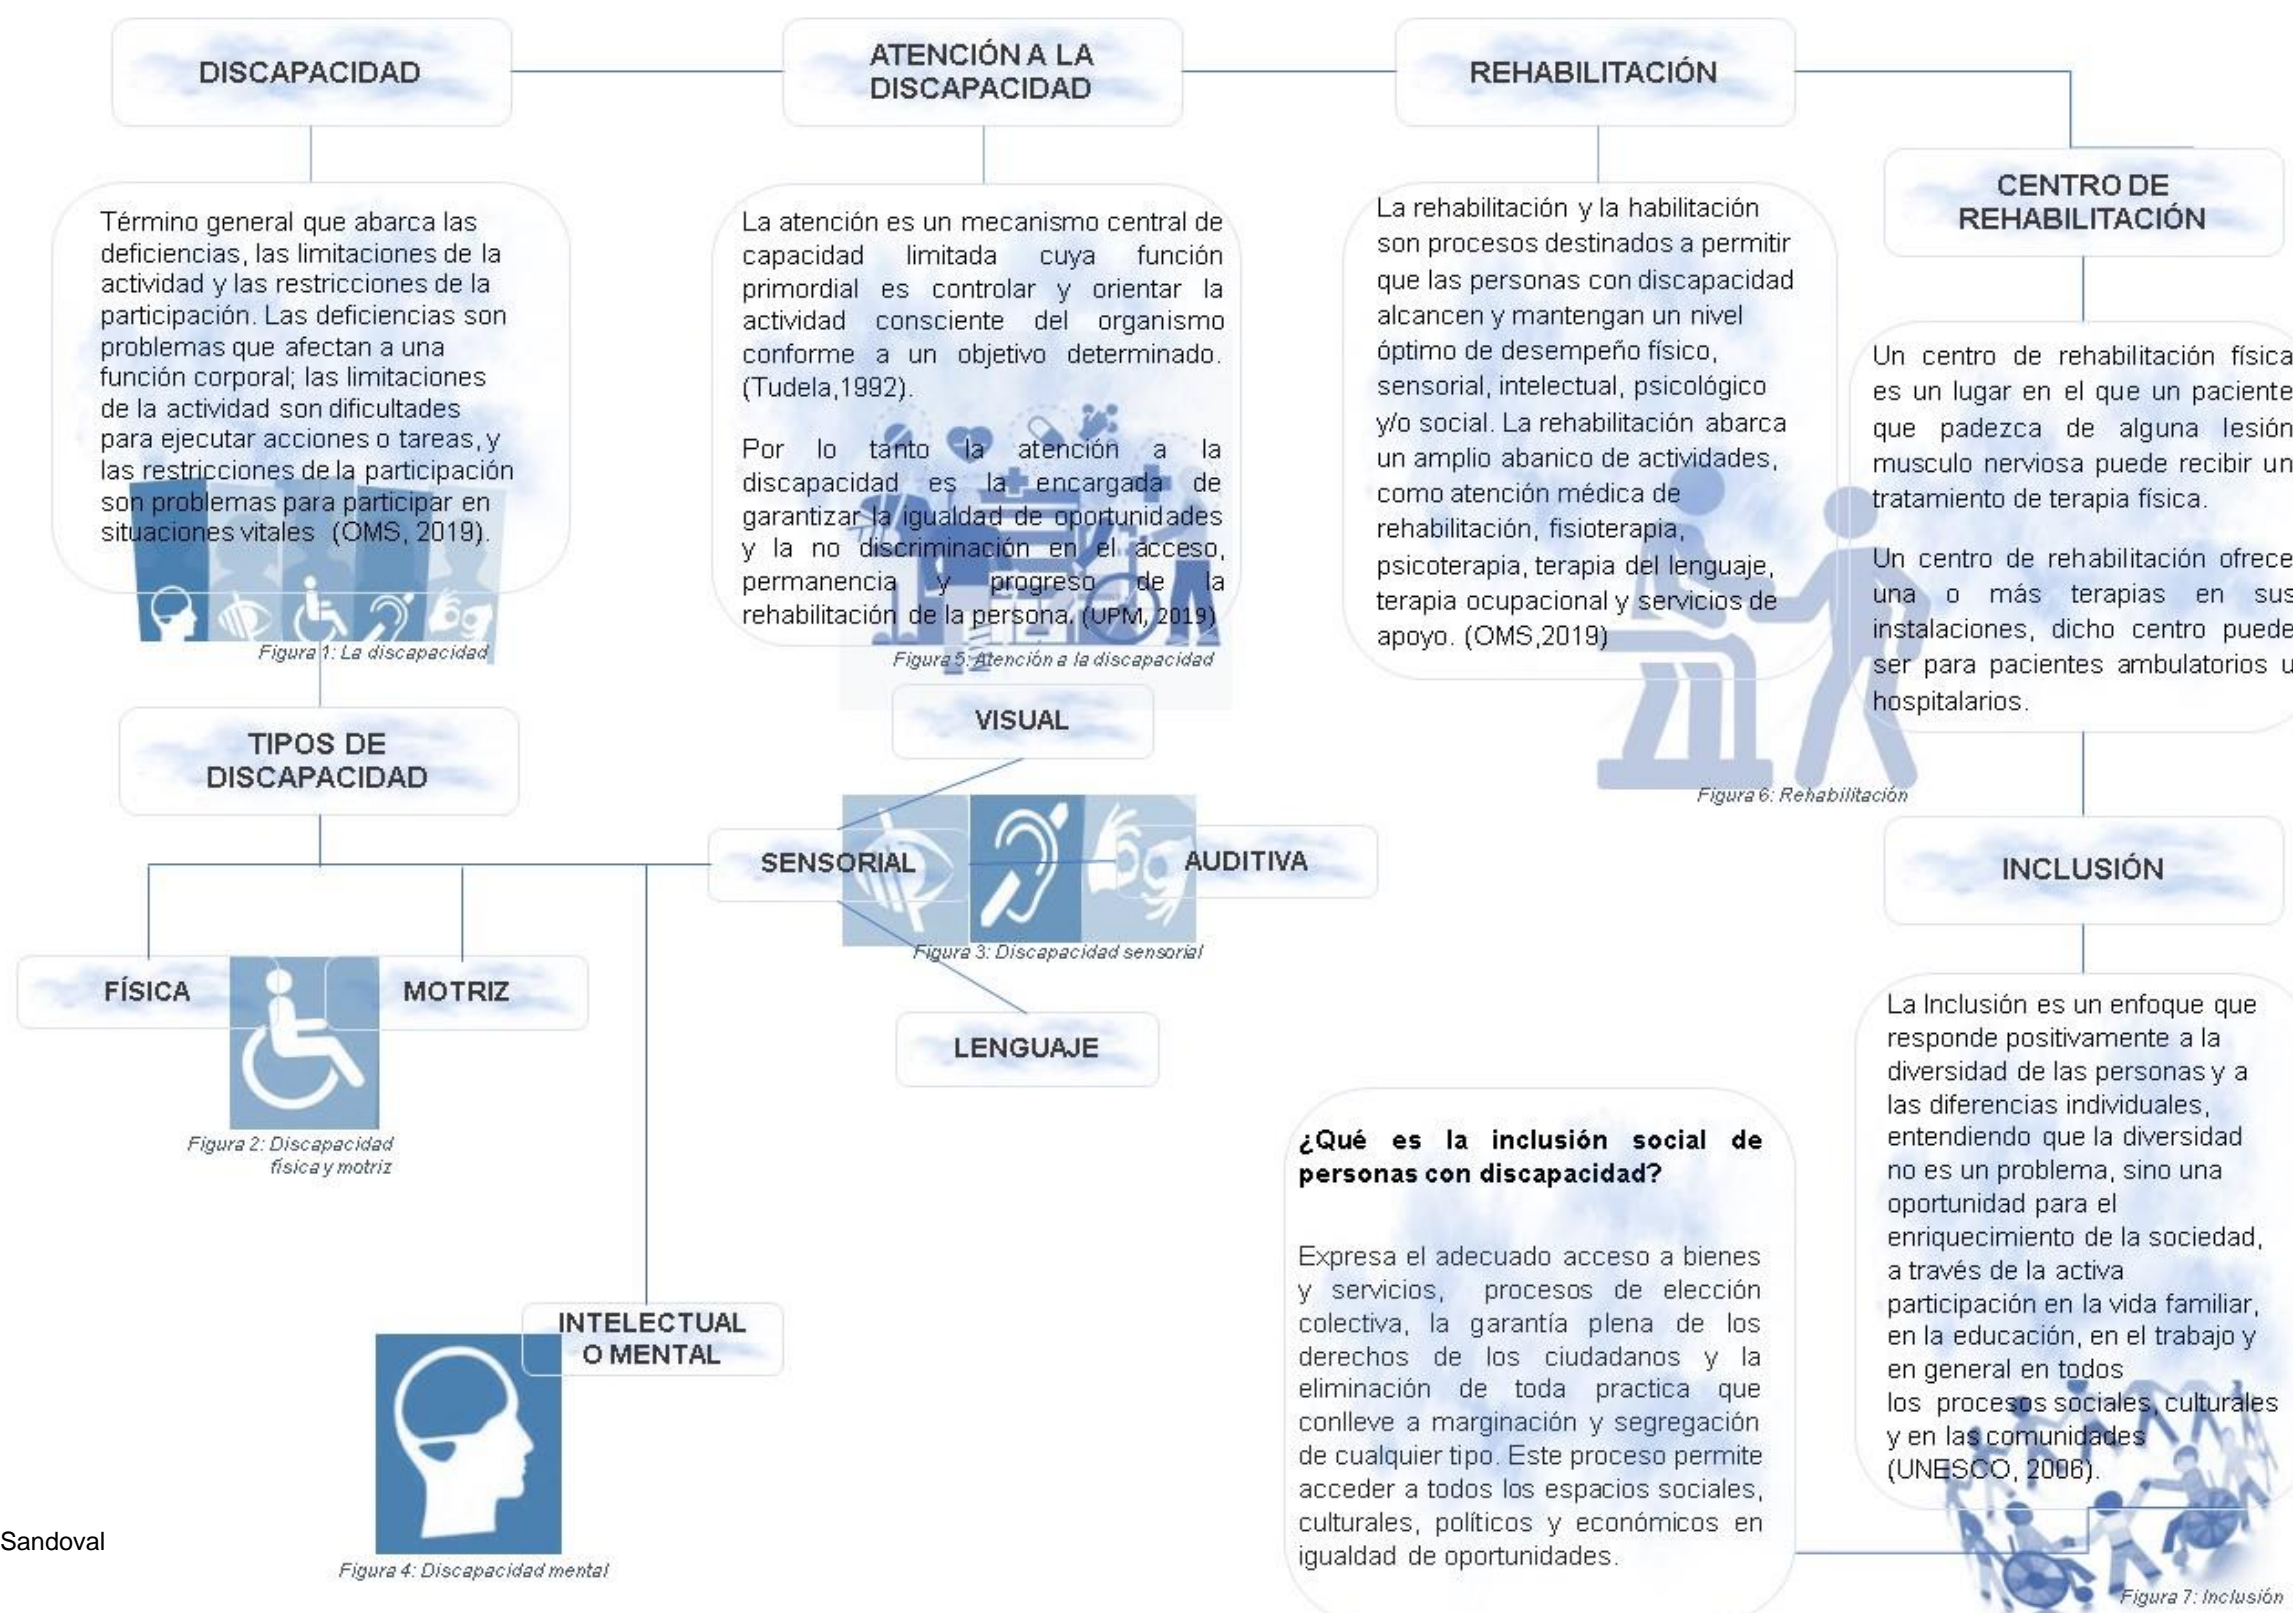 DISCAPACIDAD
Término general que abarca las
deficiencias, las limitaciones de la
actividad y las restricciones de la
participación. Las deficiencias son
problemas que afectan a una
función corporal; las limitaciones
de la actividad son dificultades
para ejecutar acciones o tareas, y
las restricciones de la participación
son problemas para participar en
situaciones vitales (OMS, 2019).
Figura 1: La discapacidad
TIPOS DE
DISCAPACIDAD
FÍSICA
MOTRIZ
Figura 2: Discapacidad
física y motriz
INTELECTUAL
O MENTAL
Figura 4: Discapacidad mental
SENSORIAL
VISUAL
AUDITIVA
Figura 3: Discapacidad sensorial
LENGUAJE
ATENCIÓN A LA
DISCAPACIDAD
La atención es un mecanismo central de
capacidad limitada cuya función
primordial es controlar y orientar la
actividad consciente del organismo
conforme a un objetivo determinado.
(Tudela,1992).
Por lo tanto la atención a la
discapacidad es la encargada de
garantizar la igualdad de oportunidades
y la no discriminación en el acceso,
permanencia y progreso de la
rehabilitación de la persona. (UPM, 2019)
Figura 5: Atención a la discapacidad
REHABILITACIÓN
La rehabilitación y la habilitación
son procesos destinados a permitir
que las personas con discapacidad
alcancen y mantengan un nivel
óptimo de desempeño físico,
sensorial, intelectual, psicológico
y/o social. La rehabilitación abarca
un amplio abanico de actividades,
como atención médica de
rehabilitación, fisioterapia,
psicoterapia, terapia del lenguaje,
terapia ocupacional y servicios de
apoyo. (OMS,2019)
Figura 6: Rehabilitación
CENTRO DE
REHABILITACIÓN
Un centro de rehabilitación física
es un lugar en el que un paciente
que padezca de alguna lesión
musculo nerviosa puede recibir un
tratamiento de terapia física.
Un centro de rehabilitación ofrece
una o más terapias en sus
instalaciones, dicho centro puede
ser para pacientes ambulatorios u
hospitalarios.
INCLUSIÓN
La Inclusión es un enfoque que
responde positivamente a la
diversidad de las personas y a
las diferencias individuales,
entendiendo que la diversidad
no es un problema, sino una
oportunidad para el
enriquecimiento de la sociedad,
a través de la activa
participación en la vida familiar,
en la educación, en el trabajo y
en general en todos
los procesos sociales, culturales
y en las comunidades
(UNESCO, 2006).
Figura 7: Inclusión
¿Qué es la inclusión social de
personas con discapacidad?
Expresa el adecuado acceso a bienes
y servicios, procesos de elección
colectiva, la garantía plena de los
derechos de los ciudadanos y la
eliminación de toda practica que
conlleve a marginación y segregación
de cualquier tipo. Este proceso permite
acceder a todos los espacios sociales,
culturales, políticos y económicos en
igualdad de oportunidades.
Sandoval